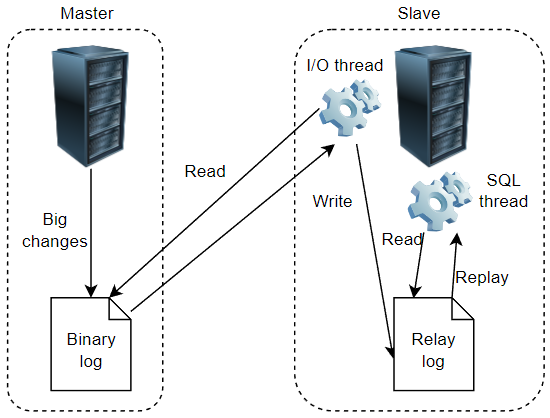 Master
Slave
I/O thread
Read
Write
SQL
thread
Big
changes
Read
Replay
Binary
log
Relay
log